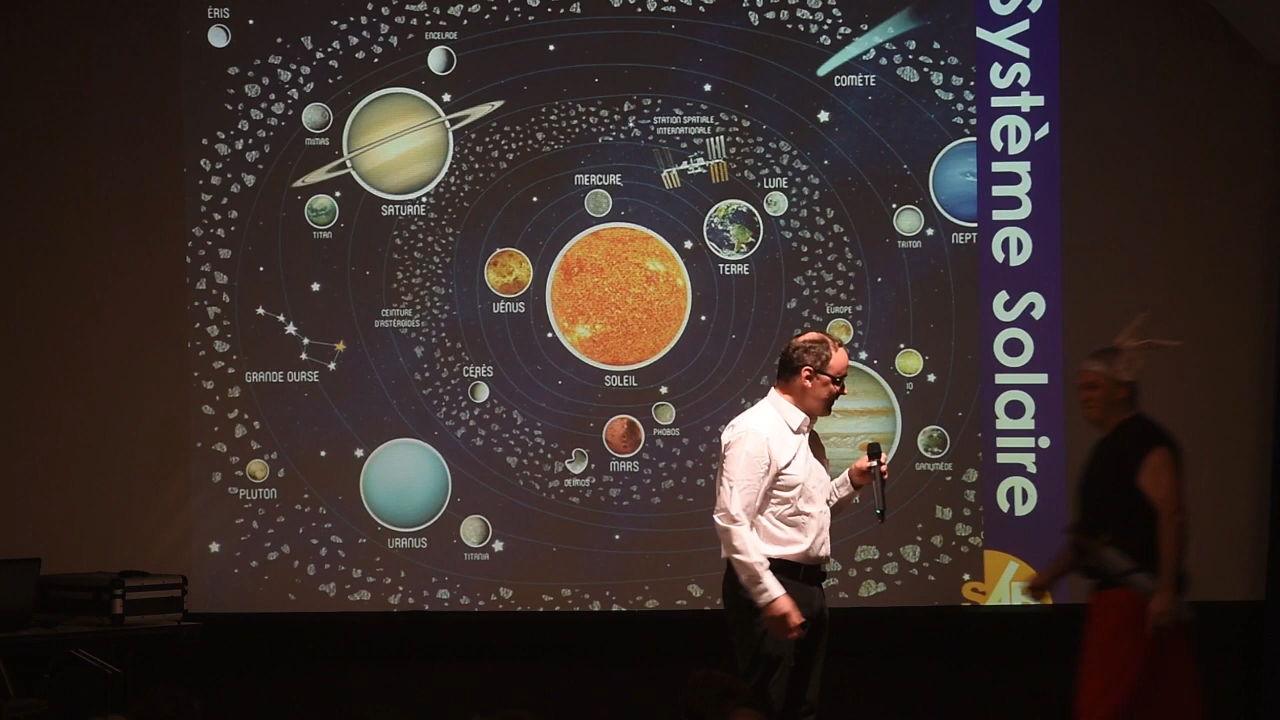 ÉRIS
ENCELADE
COMÈTE
MIMAS
STATION SPATIALE
INTERNATIONALE
MERCURE
LUNE
SATURNE
TITAN
TRITON
NEPT
TERRE
VÉNUS
CEINTURE
D'ASTÉROÏDES
EUROPE
GRANDE OURSE
CÉRÈS
SOLEIL
IO
PHOBOS
MARS
GANYMÈDE
DEIMOS
PLUTON
URANUS
TITANIA
Système Solaire